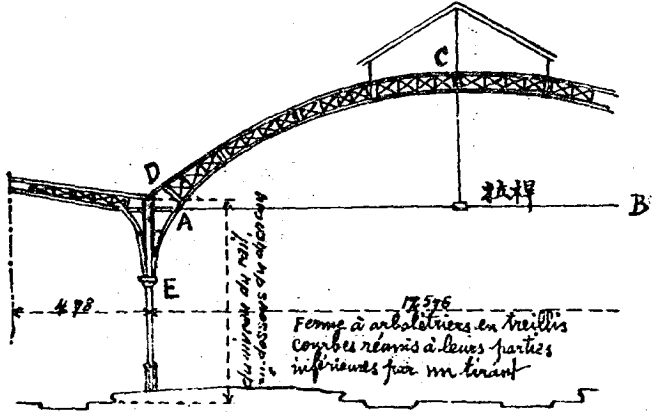 C
D
拉桿
B
A
E
4.98
17.576
Ferme à arbalétriers en treillis
courbes réunis à leurs parties
inférieures par un tirant